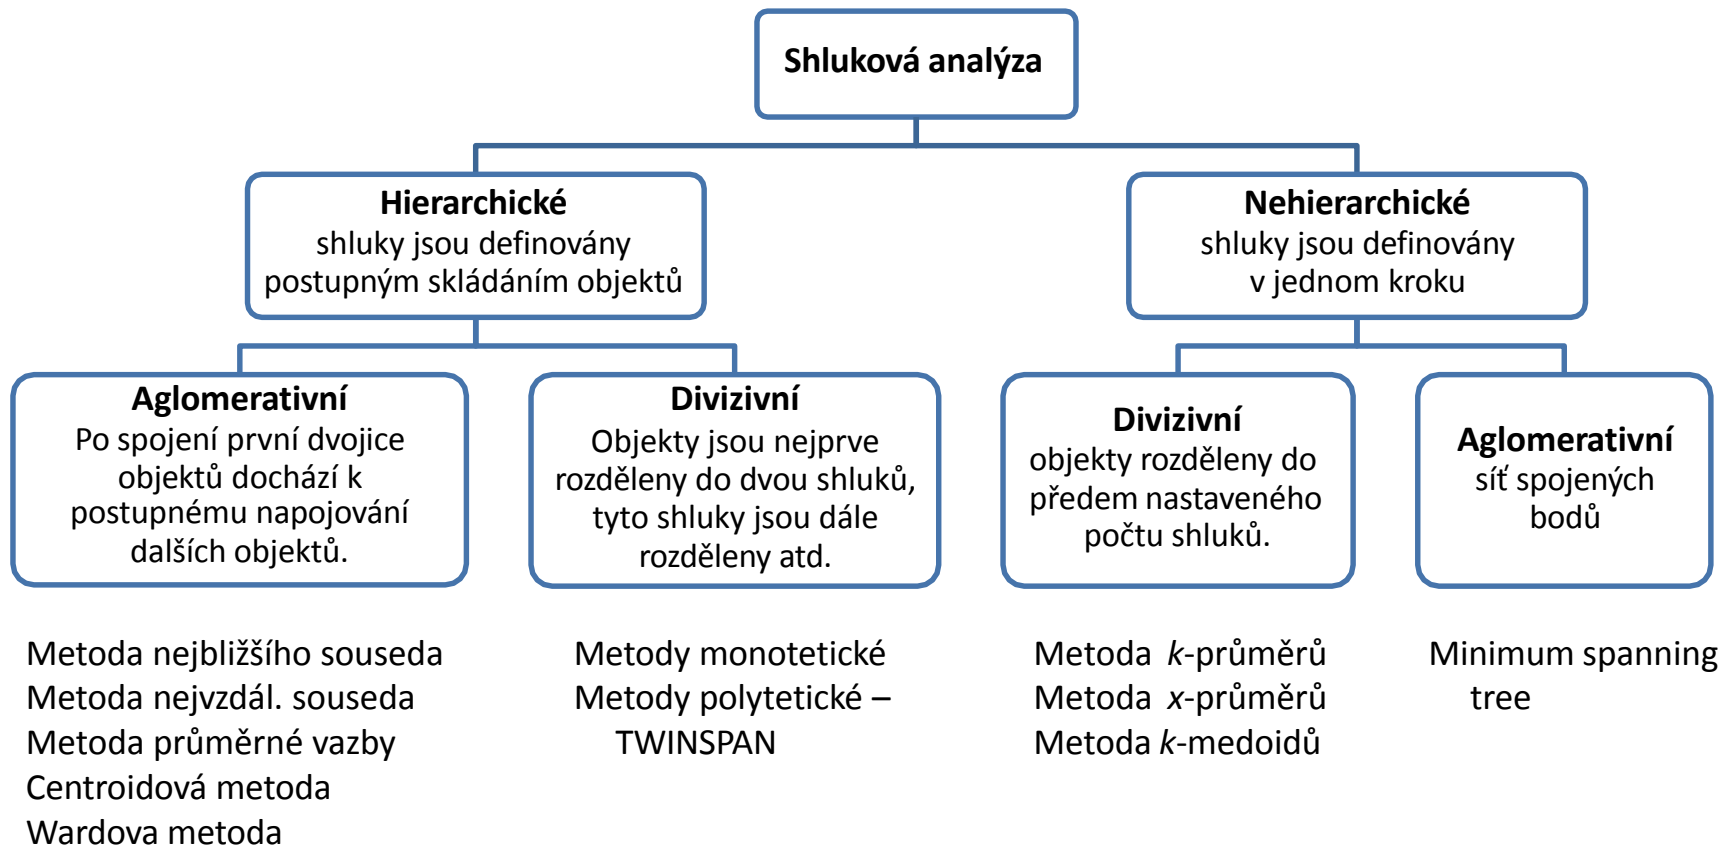 Shluková analýza
Hierarchické
shluky jsou definovány
postupným skládáním objektů
Nehierarchické
shluky jsou definovány
v jednom kroku
Aglomerativní
Po spojení první dvojice
objektů dochází k
postupnému napojování
dalších objektů.
Divizivní
Objekty jsou nejprve
rozděleny do dvou shluků,
tyto shluky jsou dále
rozděleny atd.
Divizivní
objekty rozděleny do
předem nastaveného
počtu shluků.
Aglomerativní
síť spojených
bodů
Metoda nejbližšího souseda
Metoda nejvzdál. souseda
Metoda průměrné vazby
Centroidová metoda
Wardova metoda
Metody monotetické
Metody polytetické –
TWINSPAN
Metoda k-průměrů
Metoda x-průměrů
Metoda k-medoidů
Minimum spanning
tree